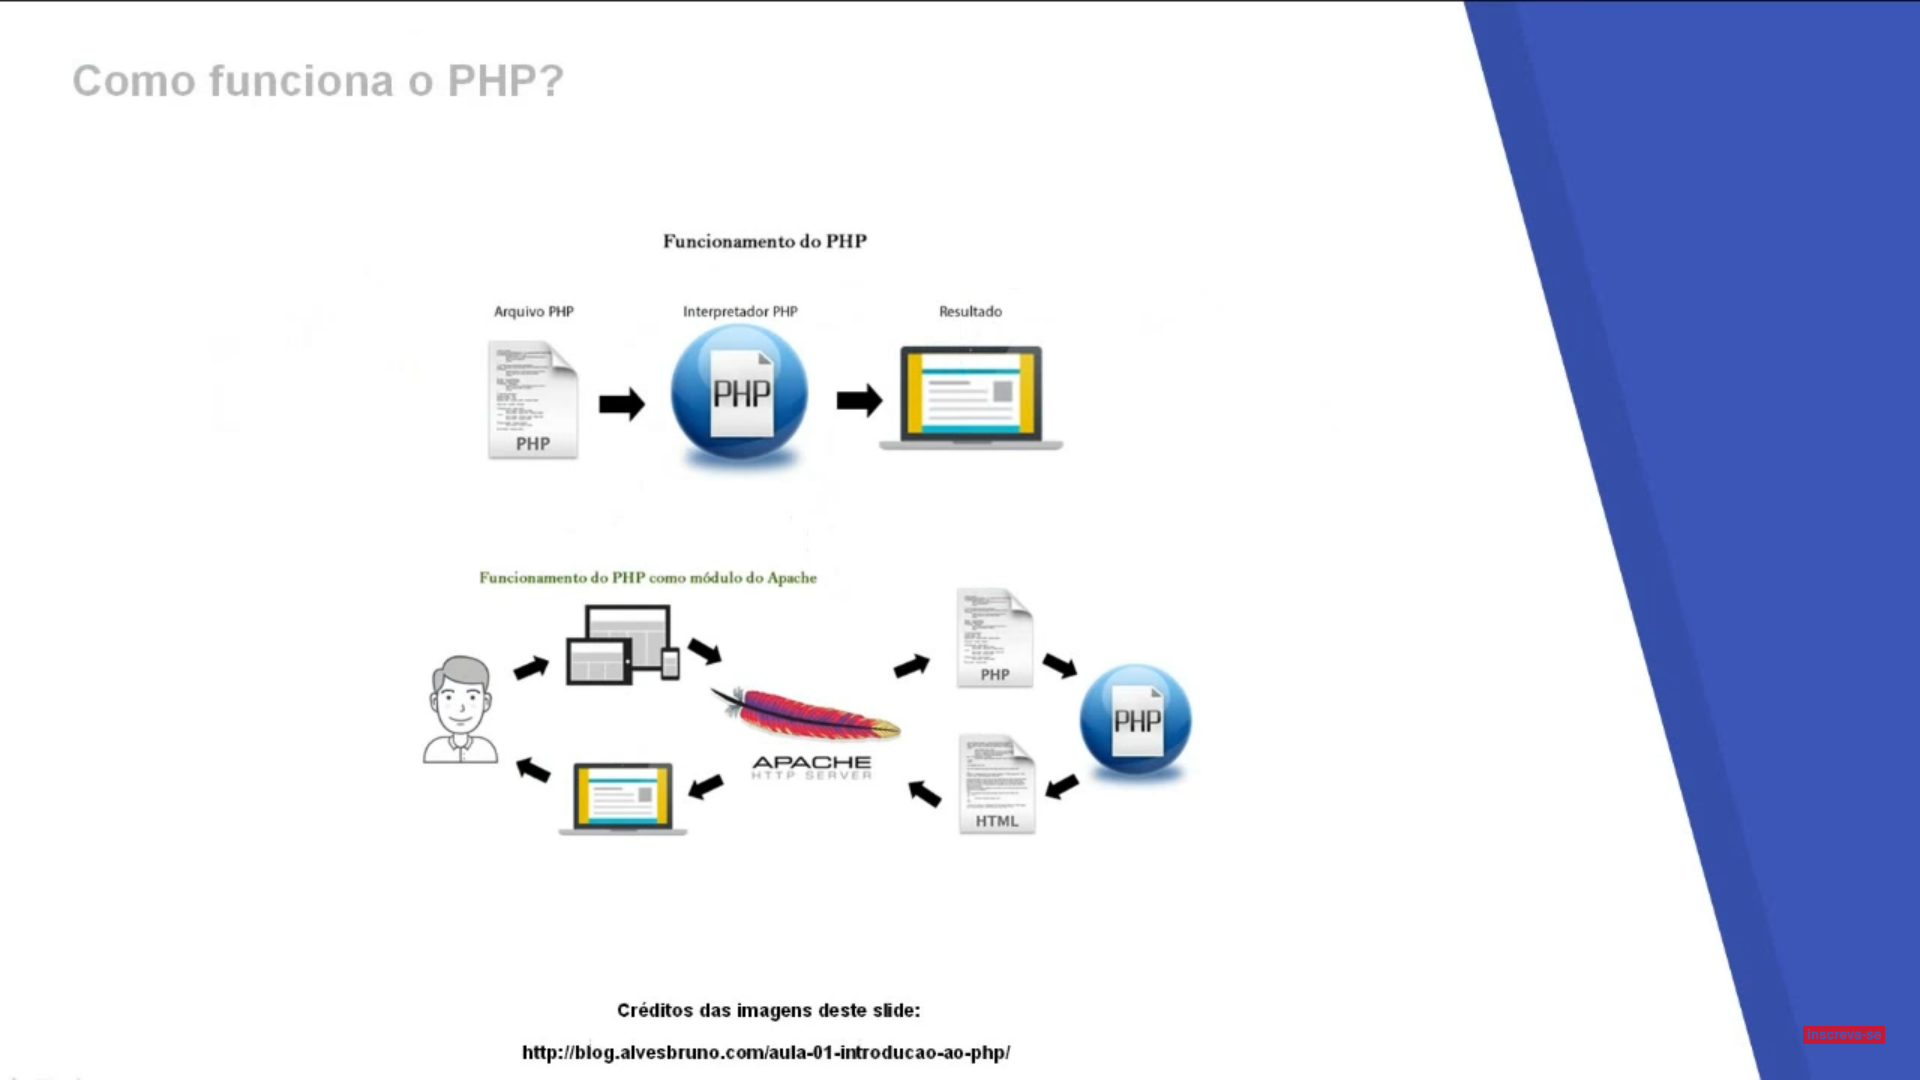 Como funciona o PHP?
Funcionamento do PHP
Arquivo PHP
Interpretador PHP
Resultado
PHP
PHP
Funcionamento do PHP como módulo do Apache
PHP
PHP
APACHE
HTTP SERVER
HTML
Créditos das imagens deste slide:
http://blog.alvesbruno.com/aula-01-introducao-ao-php/
Inscreva-se